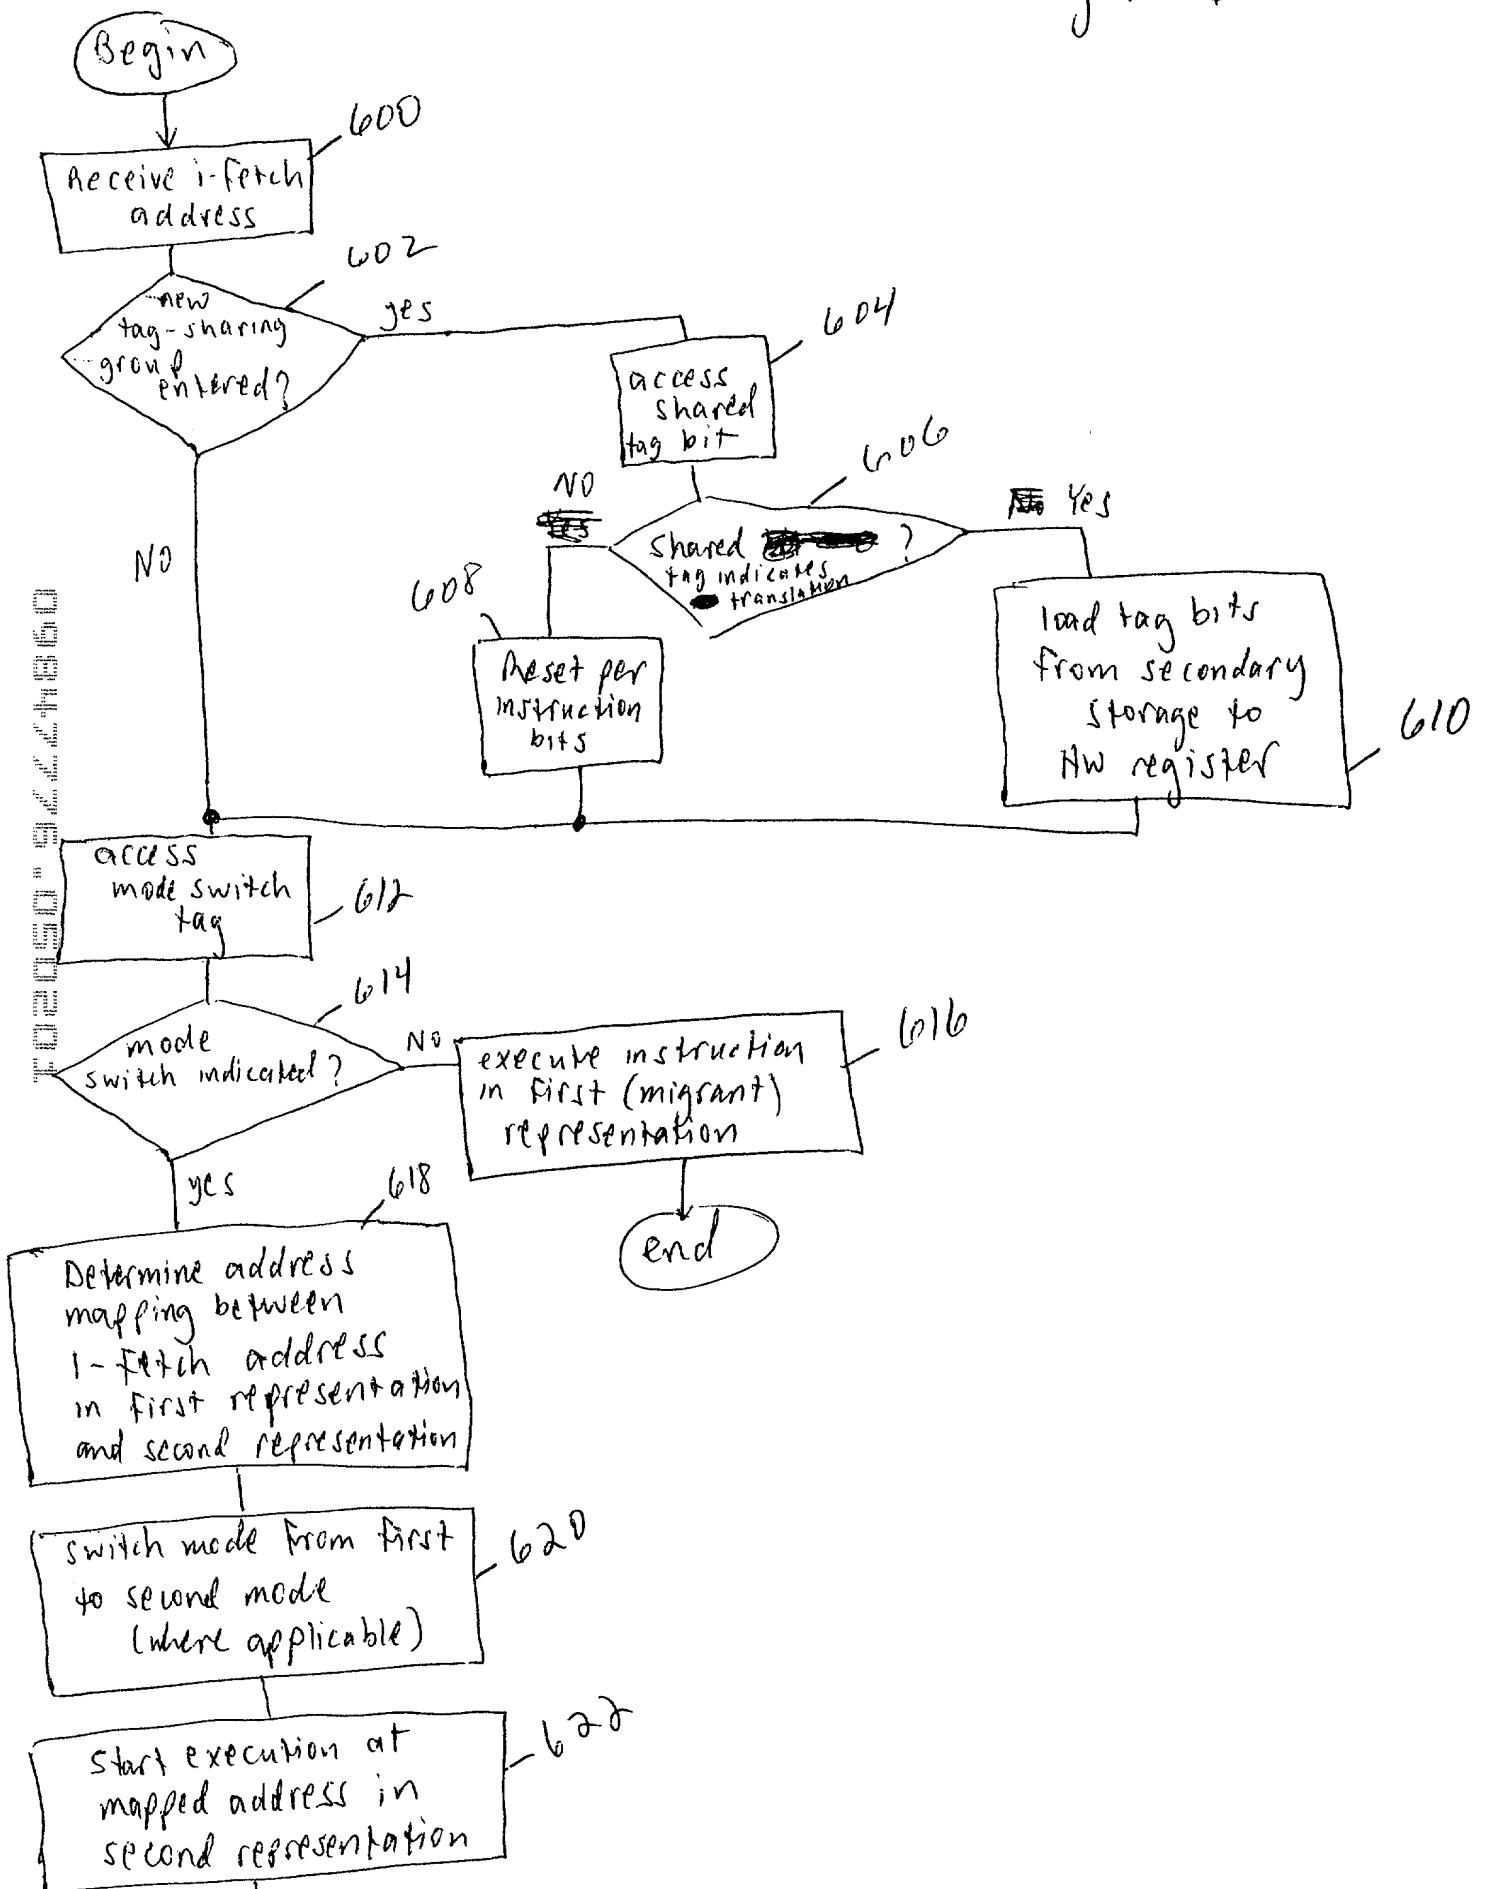 Begin
600
Receive i-fetch
address
602
new
tag-sharing
group
entered?
yes
604
access
shared
tag bit
606
NO
Yes
shared ?
tag indicates
translation
NO
608
Reset per
instruction
bits
load tag bits
from secondary
storage to
HW register
610
access
mode switch
tag
612
614
mode
switch indicated?
NO
execute instruction
in first (migrant)
representation
616
end
yes
618
Determine address
mapping between
i-fetch address
in first representation
and second representation
switch mode from first
to second mode
(where applicable)
620
Start execution at
mapped address in
second representation
622